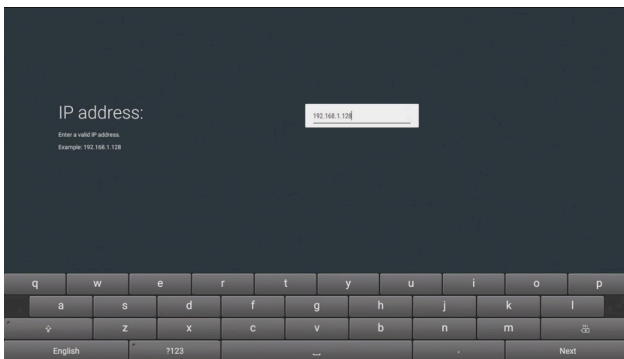 IP address:
192.168.1.128
Enter a valid IP address.
Example: 192.168.1.128
q w e r t y u i o p
a s d f g h j k l
z x c v b n m
English ?123 . Next